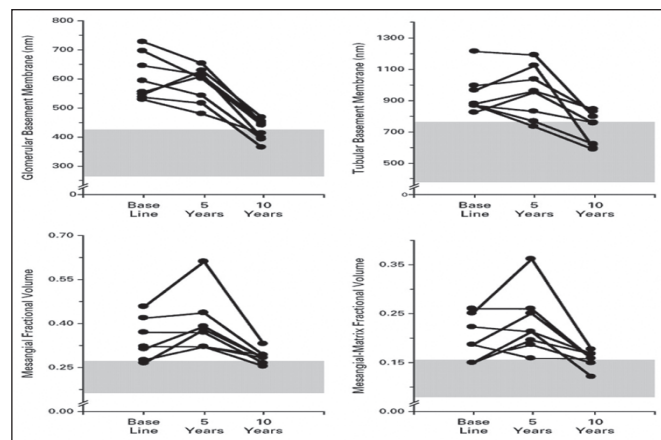 Glomerular Basement Membrane (nm)
800
700
600
500
400
300
0
Base Line
5 Years
10 Years
Tubular Basement Membrane (nm)
1300
1100
900
700
500
0
Base Line
5 Years
10 Years
Mesangial Fractional Volume
0.70
0.55
0.40
0.25
0.00
Base Line
5 Years
10 Years
Mesangial-Matrix Fractional Volume
0.35
0.25
0.15
0.00
Base Line
5 Years
10 Years